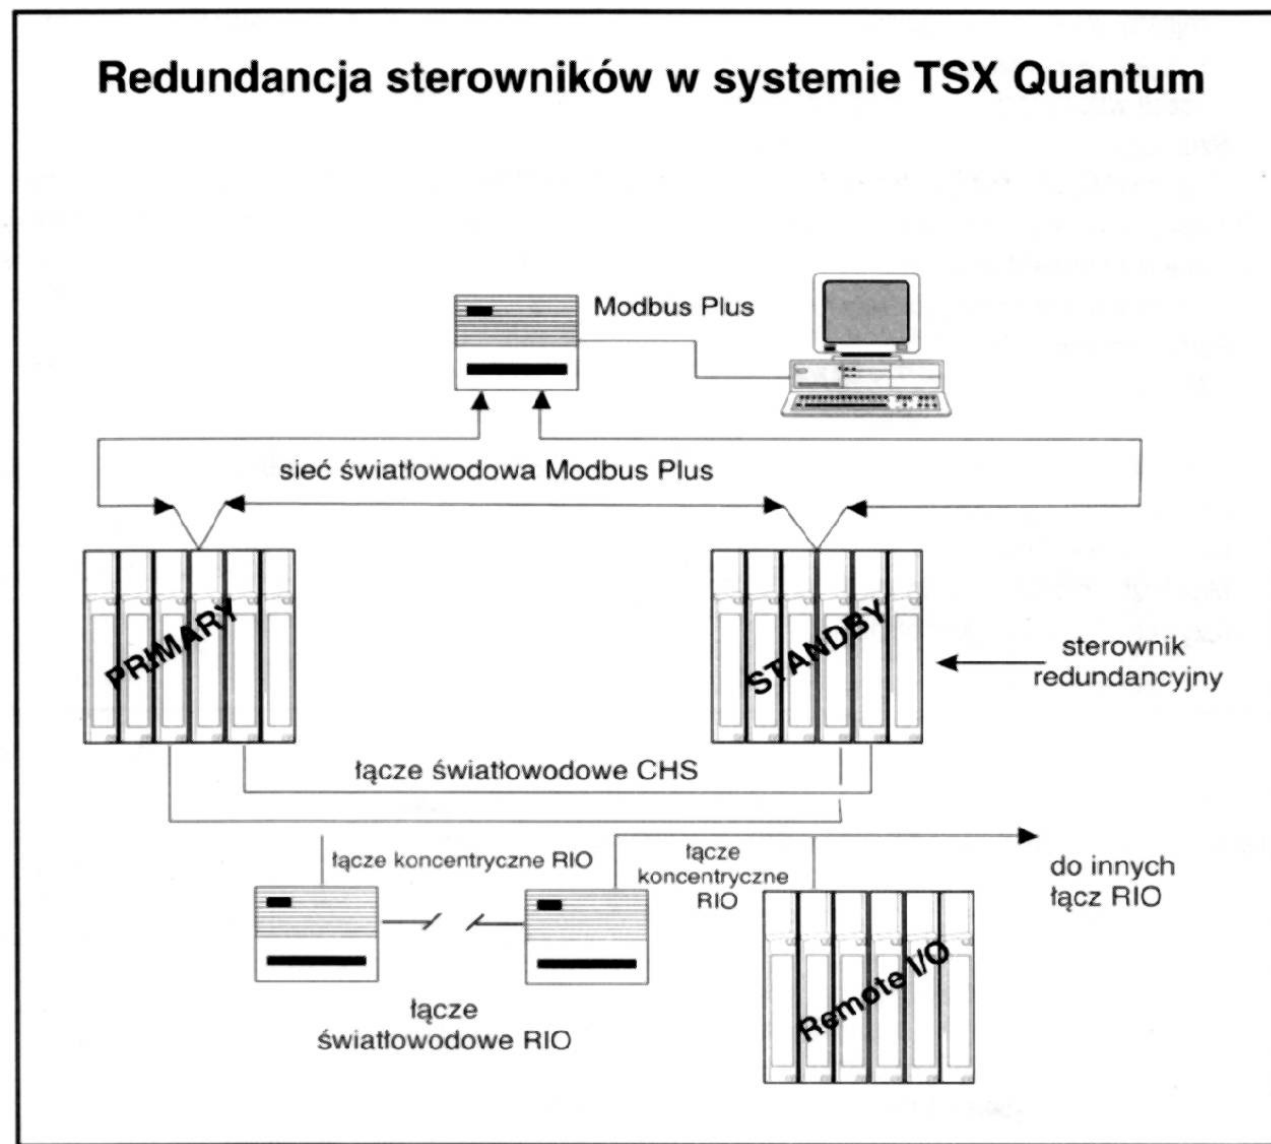 Redundancja sterowników w systemie TSX Quantum
Modbus Plus
sieć światłowodowa Modbus Plus
PRIMARY
STANDBY
sterownik
redundancyjny
łącze światłowodowe CHS
łącze koncentryczne RIO
łącze
koncentryczne
RIO
do innych
łącz RIO
Remote I/O
łącze
światłowodowe RIO